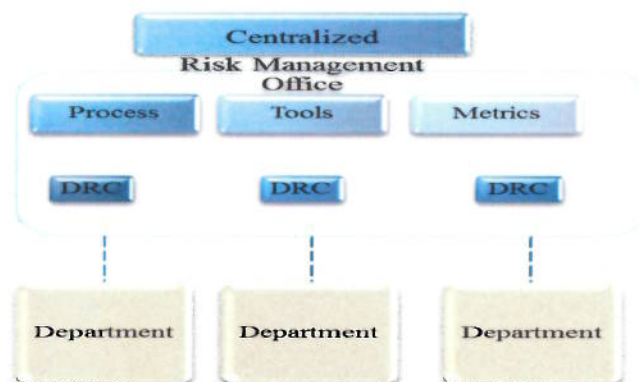 Centralized
Risk Management
Office
Process Tools Metrics
DRC DRC DRC
Department Department Department